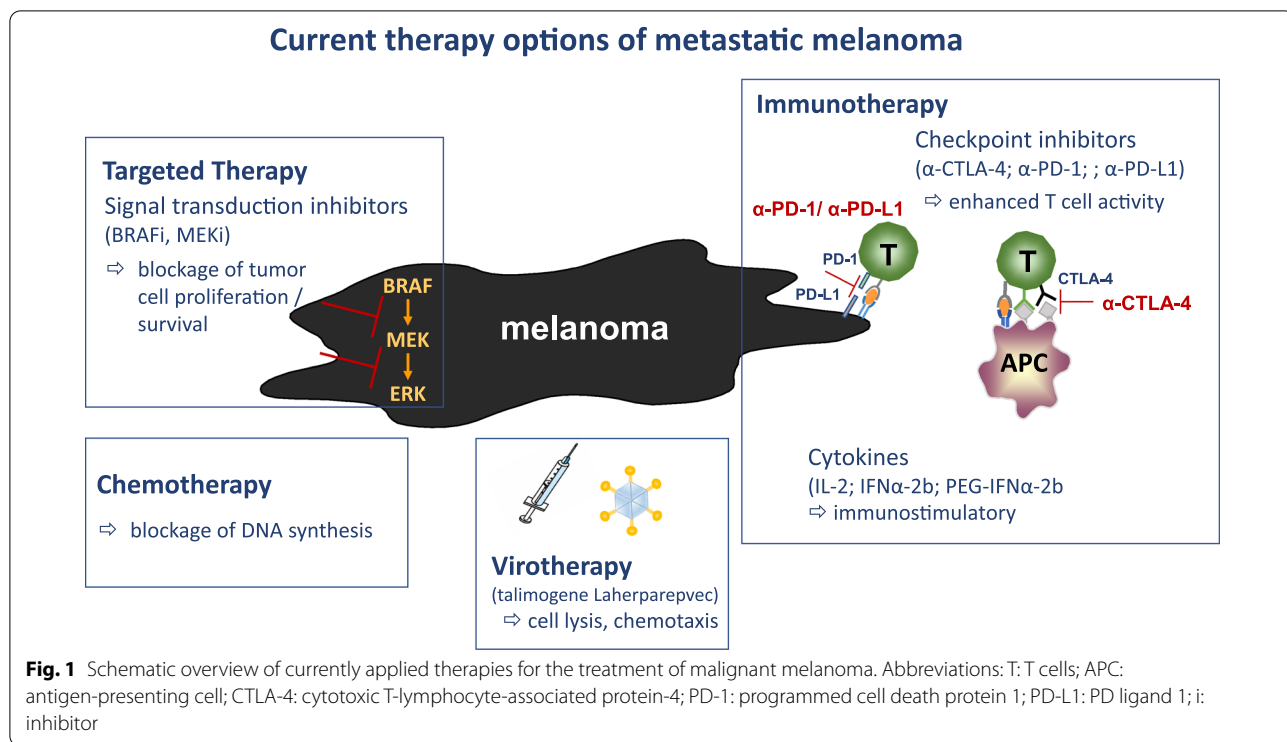 Current therapy options of metastatic melanoma
Targeted Therapy
Signal transduction inhibitors
(BRAFi, MEKi)
⇨ blockage of tumor
cell proliferation /
survival
BRAF
MEK
ERK
melanoma
Immunotherapy
Checkpoint inhibitors
(α-CTLA-4; α-PD-1; ; α-PD-L1)
⇨ enhanced T cell activity
α-PD-1/ α-PD-L1
T
PD-1
PD-L1
T
CTLA-4
α-CTLA-4
APC
Cytokines
(IL-2; IFNα-2b; PEG-IFNα-2b
⇨ immunostimulatory
Chemotherapy
⇨ blockage of DNA synthesis
Virotherapy
(talimogene Laherparepvec)
⇨ cell lysis, chemotaxis
Fig. 1 Schematic overview of currently applied therapies for the treatment of malignant melanoma. Abbreviations: T: T cells; APC:
antigen-presenting cell; CTLA-4: cytotoxic T-lymphocyte-associated protein-4; PD-1: programmed cell death protein 1; PD-L1: PD ligand 1; i:
inhibitor